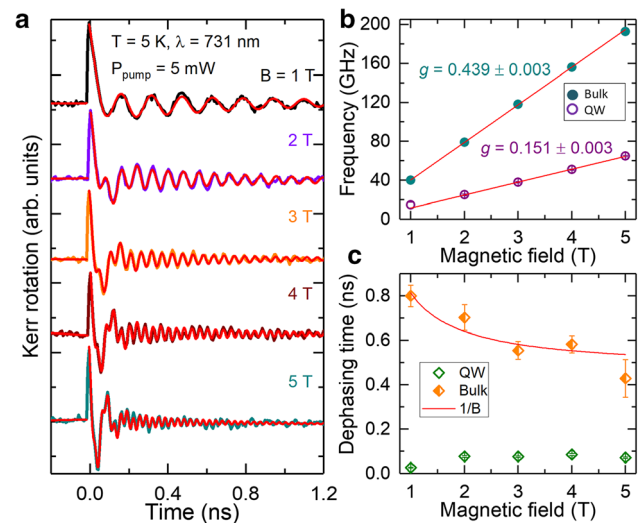 a
T = 5 K, λ = 731 nm
P_pump = 5 mW
B = 1 T
2 T
3 T
4 T
5 T
Kerr rotation (arb. units)
0.0 0.4 0.8 1.2
Time (ns)
b
Frequency (GHz)
200
160
120
80
40
0
g = 0.439 ± 0.003
Bulk
QW
g = 0.151 ± 0.003
1 2 3 4 5
Magnetic field (T)
c
Dephasing time (ns)
0.8
0.6
0.4
0.2
0.0
QW
Bulk
1/B
1 2 3 4 5
Magnetic field (T)